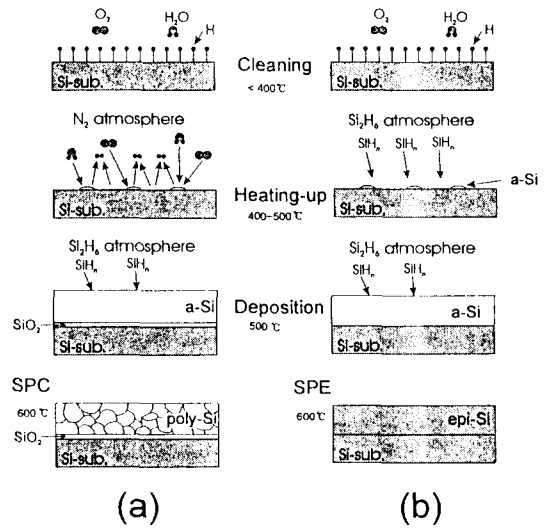 O₂ H₂O
H
Si-sub.
N₂ atmosphere
Si-sub.
Si₂H₆ atmosphere
SiHₙ SiHₙ
a-Si
SiO₂
Si-sub.
SPC
600℃
poly-Si
SiO₂
Si-sub.
(a)
Cleaning
< 400℃
Heating-up
400~500℃
Deposition
500℃
O₂ H₂O
H
Si-sub.
Si₂H₆ atmosphere
SiHₙ SiHₙ SiHₙ
a-Si
Si-sub.
Si₂H₆ atmosphere
SiHₙ SiHₙ
a-Si
Si-sub.
SPE
600℃
epi-Si
Si-sub.
(b)